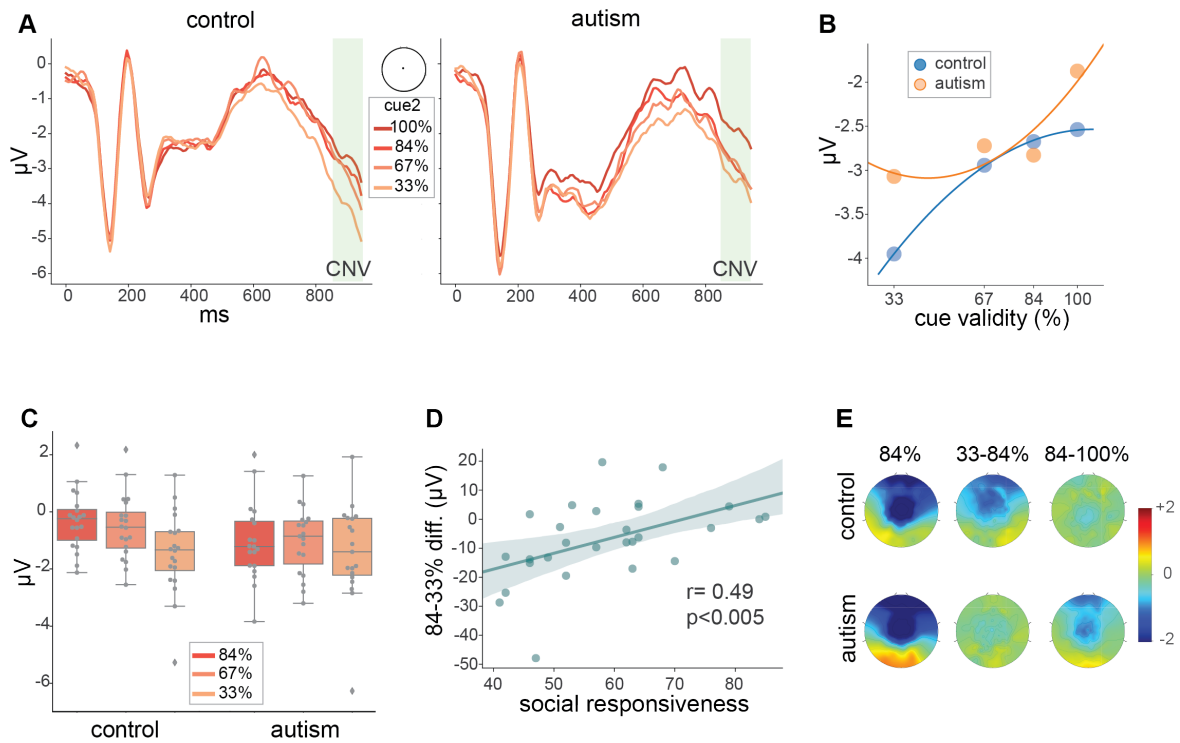 A
control
autism
0
-1
-2
-3
-4
-5
-6
μV
0
200
400
600
800
ms
CNV
cue2
100%
84%
67%
33%
μV
0
200
400
600
800
CNV
B
control
autism
-2
-2.5
-3
-3.5
-4
μV
33
67
84
100
cue validity (%)
C
2
0
-2
-4
-6
μV
84%
67%
33%
control
autism
D
84-33% diff. (μV)
20
10
0
-10
-20
-30
-40
-50
r= 0.49
p<0.005
40
50
60
70
80
social responsiveness
E
84%
33-84%
84-100%
control
autism
+2
0
-2